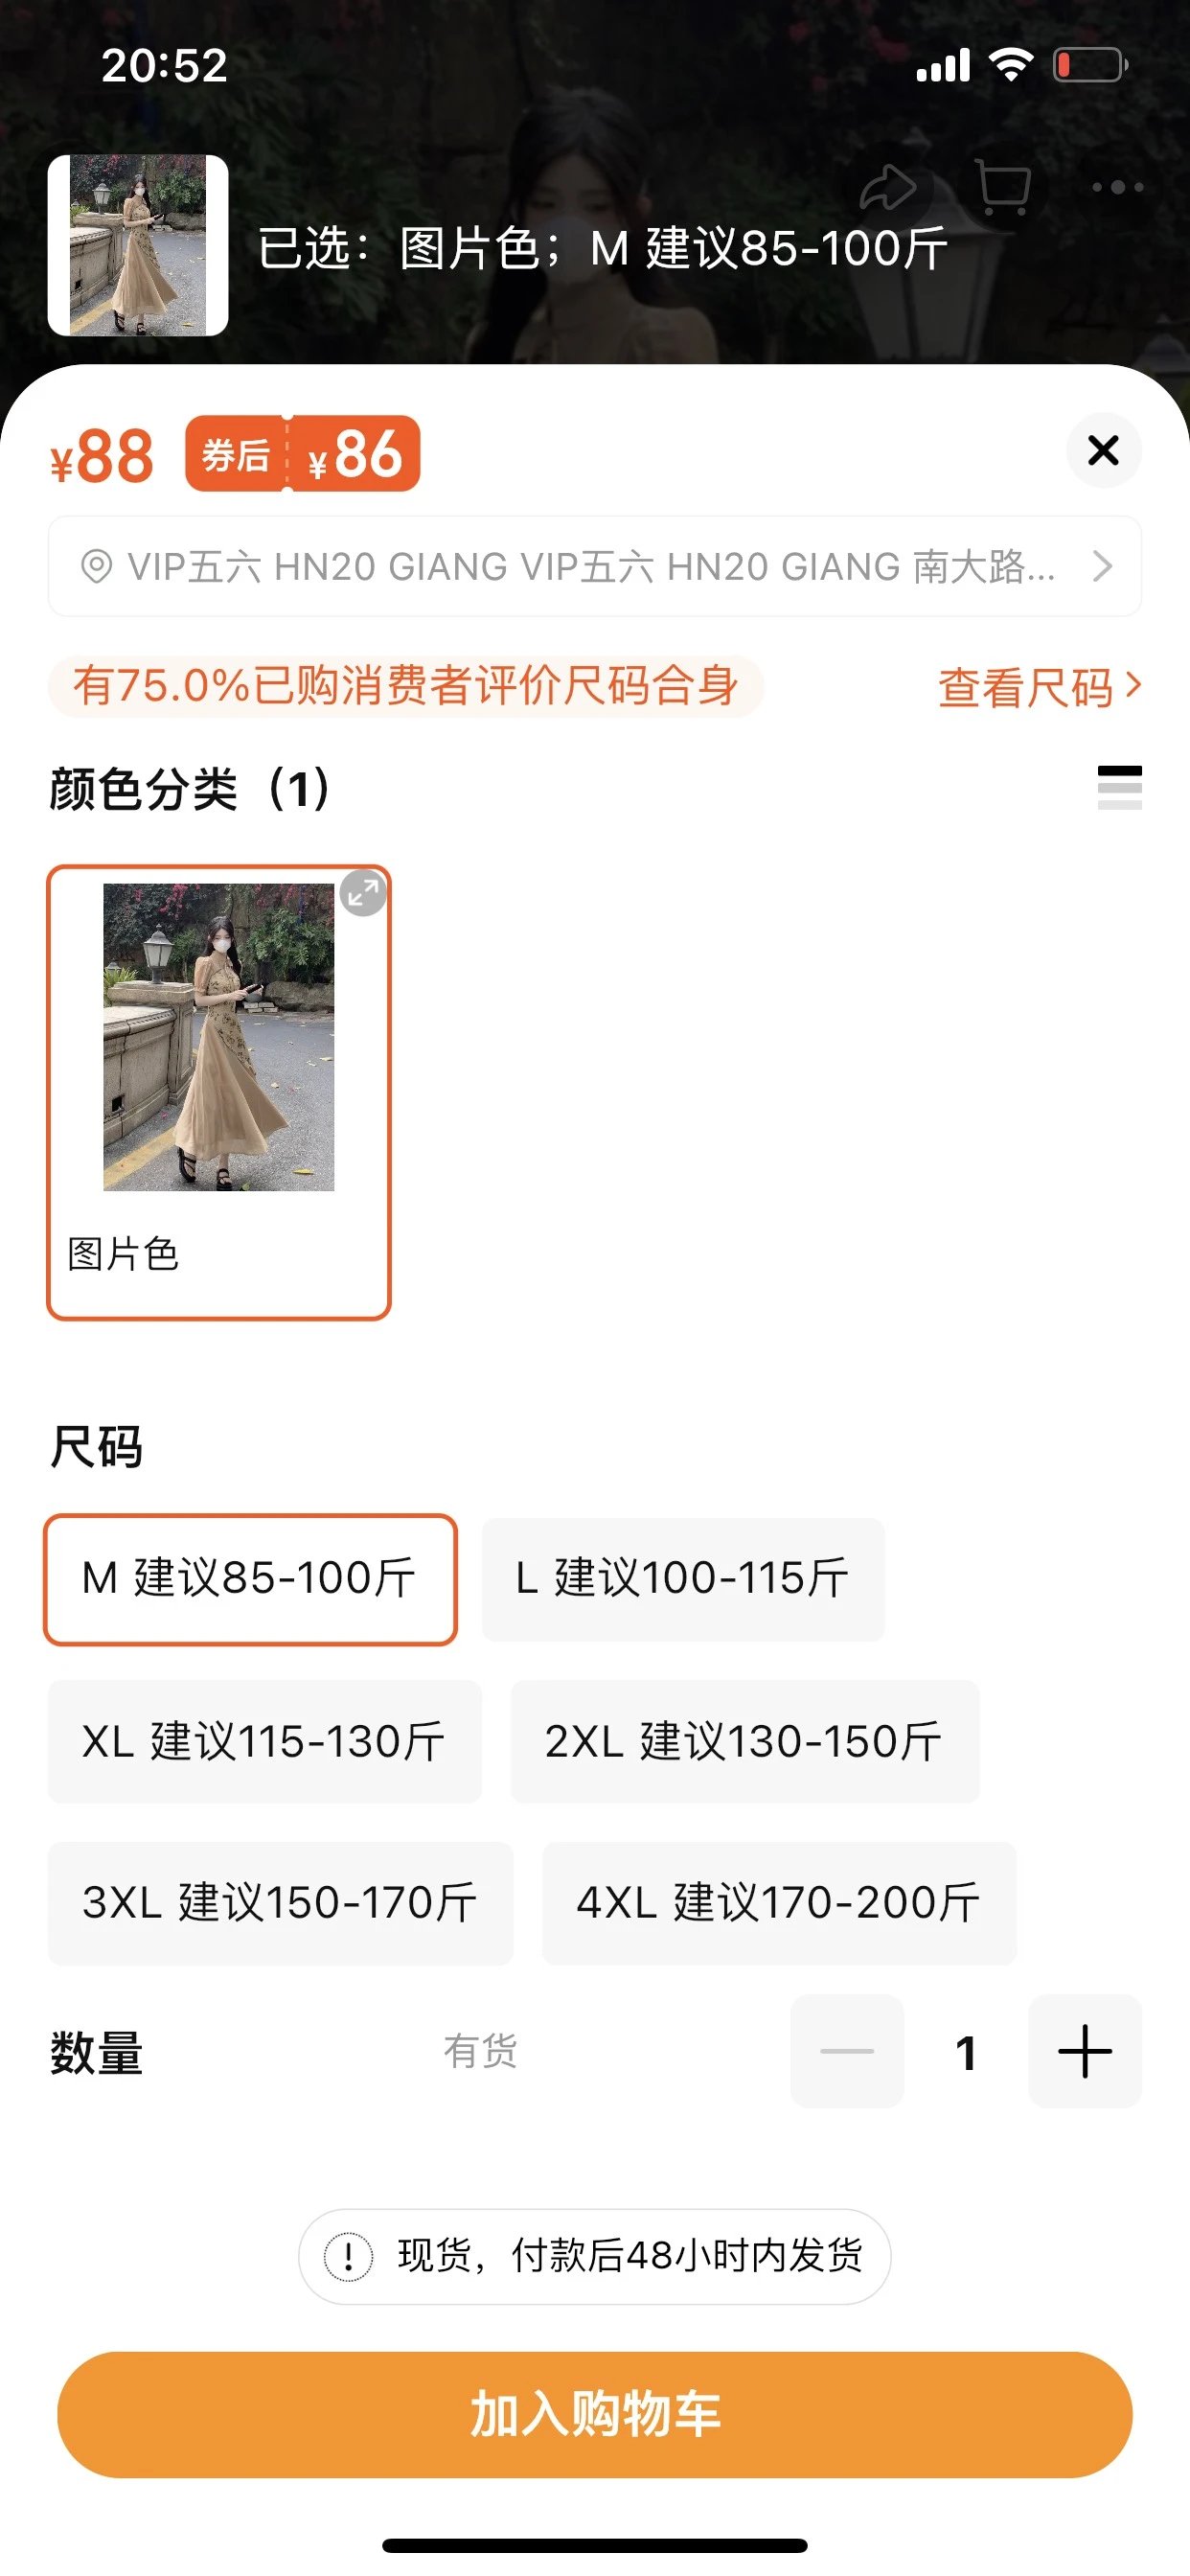 20:52
已选：图片色；M 建议85-100斤
¥88 券后 ¥86
VIP五六 HN20 GIANG VIP五六 HN20 GIANG 南大路...
有75.0%已购消费者评价尺码合身 查看尺码
颜色分类（1）
图片色
尺码
M 建议85-100斤 L 建议100-115斤
XL 建议115-130斤 2XL 建议130-150斤
3XL 建议150-170斤 4XL 建议170-200斤
数量 有货 1
现货，付款后48小时内发货
加入购物车